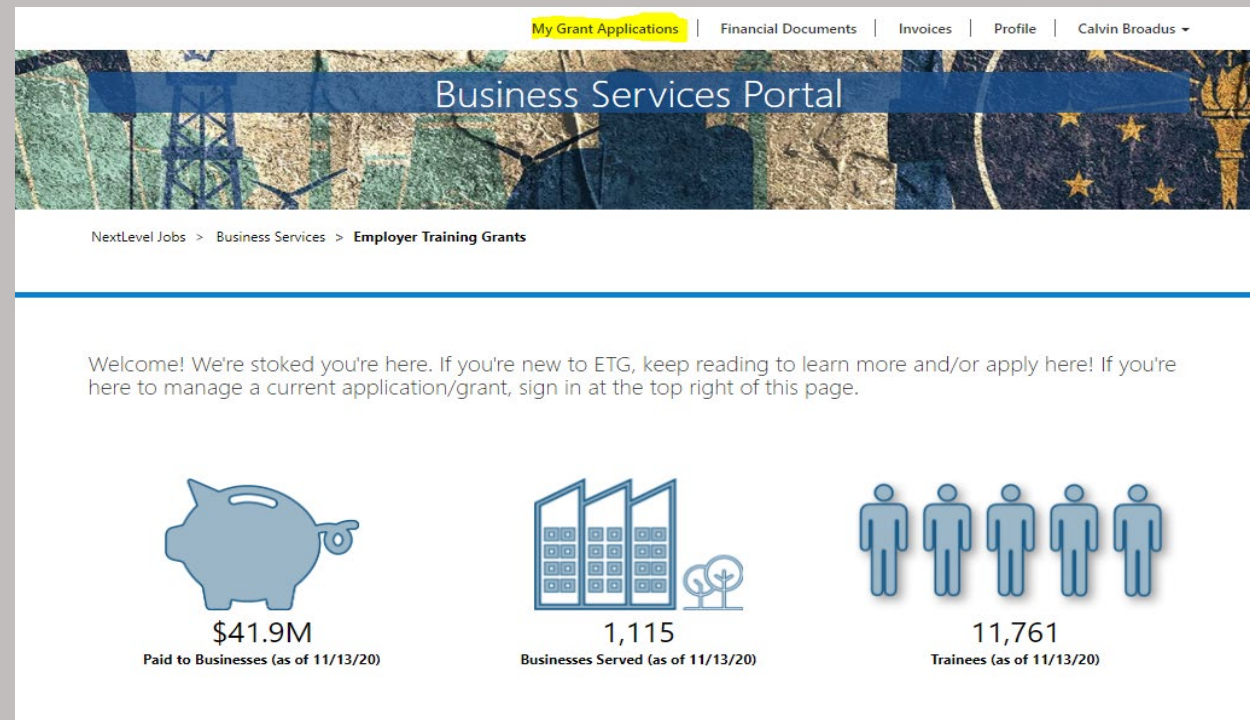 My Grant Applications | Financial Documents | Invoices | Profile | Calvin Broadus
Business Services Portal
NextLevel Jobs > Business Services > Employer Training Grants
Welcome! We're stoked you're here. If you're new to ETG, keep reading to learn more and/or apply here! If you're
here to manage a current application/grant, sign in at the top right of this page.
$41.9M
Paid to Businesses (as of 11/13/20)
1,115
Businesses Served (as of 11/13/20)
11,761
Trainees (as of 11/13/20)